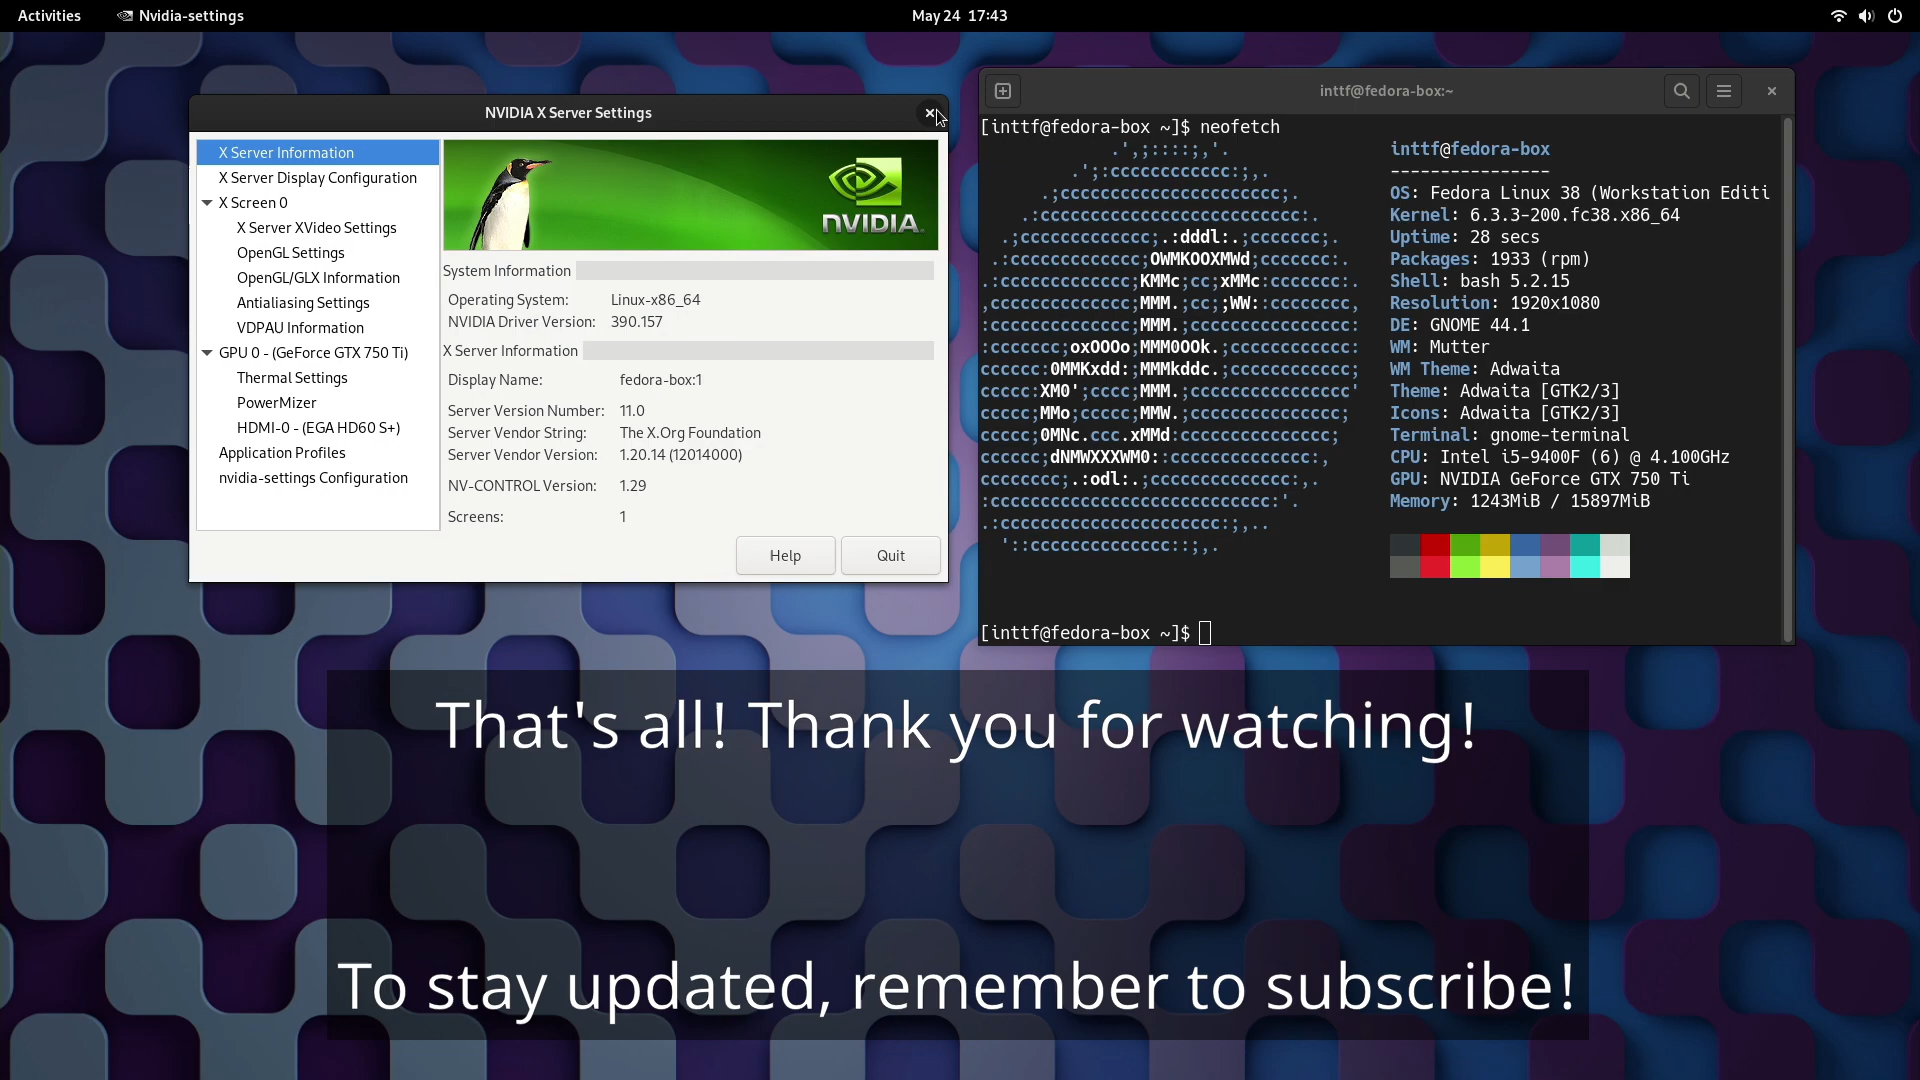 Activities
Nvidia-settings
May 24 17:43
NVIDIA X Server Settings
X Server Information
X Server Display Configuration
X Screen 0
X Server XVideo Settings
OpenGL Settings
OpenGL/GLX Information
Antialiasing Settings
VDPAU Information
GPU 0 - (GeForce GTX 750 Ti)
Thermal Settings
PowerMizer
HDMI-0 - (EGA HD60 S+)
Application Profiles
nvidia-settings Configuration
NVIDIA.
System Information
Operating System: Linux-x86_64
NVIDIA Driver Version: 390.157
X Server Information
Display Name: fedora-box:1
Server Version Number: 11.0
Server Vendor String: The X.Org Foundation
Server Vendor Version: 1.20.14 (12014000)
NV-CONTROL Version: 1.29
Screens: 1
Help
Quit
inttf@fedora-box:~
[inttf@fedora-box ~]$ neofetch
inttf@fedora-box
----------------
OS: Fedora Linux 38 (Workstation Editi
Kernel: 6.3.3-200.fc38.x86_64
Uptime: 28 secs
Packages: 1933 (rpm)
Shell: bash 5.2.15
Resolution: 1920x1080
DE: GNOME 44.1
WM: Mutter
WM Theme: Adwaita
Theme: Adwaita [GTK2/3]
Icons: Adwaita [GTK2/3]
Terminal: gnome-terminal
CPU: Intel i5-9400F (6) @ 4.100GHz
GPU: NVIDIA GeForce GTX 750 Ti
Memory: 1243MiB / 15897MiB
[inttf@fedora-box ~]$
That's all! Thank you for watching!
To stay updated, remember to subscribe!